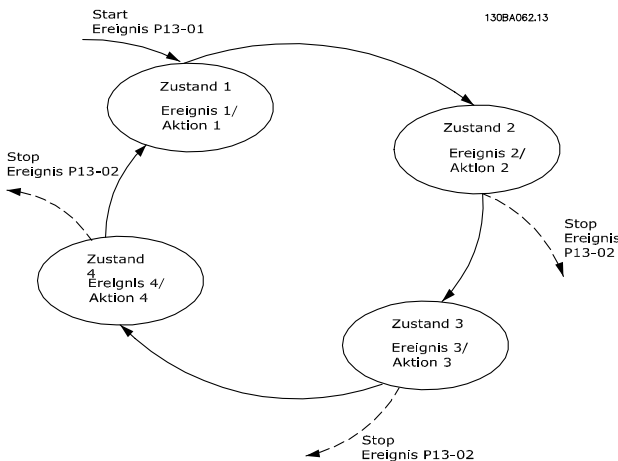 Start
Ereignis P13-01
130BA062.13
Zustand 1
Ereignis 1/
Aktion 1
Zustand 2
Ereignis 2/
Aktion 2
Stop
Ereignis P13-02
Stop
Ereignis
P13-02
Zustand
4
Ereignis 4/
Aktion 4
Zustand 3
Ereignis 3/
Aktion 3
Stop
Ereignis P13-02